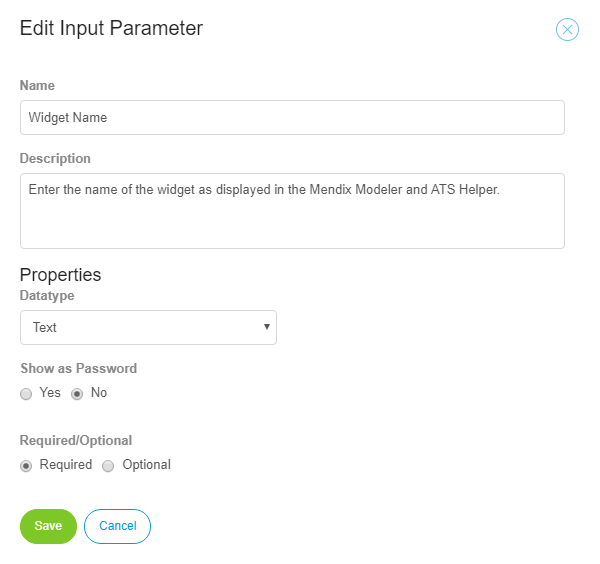 Edit Input Parameter
Name
Widget Name
Description
Enter the name of the widget as displayed in the Mendix Modeler and ATS Helper.
Properties
Datatype
Text
Show as Password
Yes No
Required/Optional
Required Optional
Save Cancel